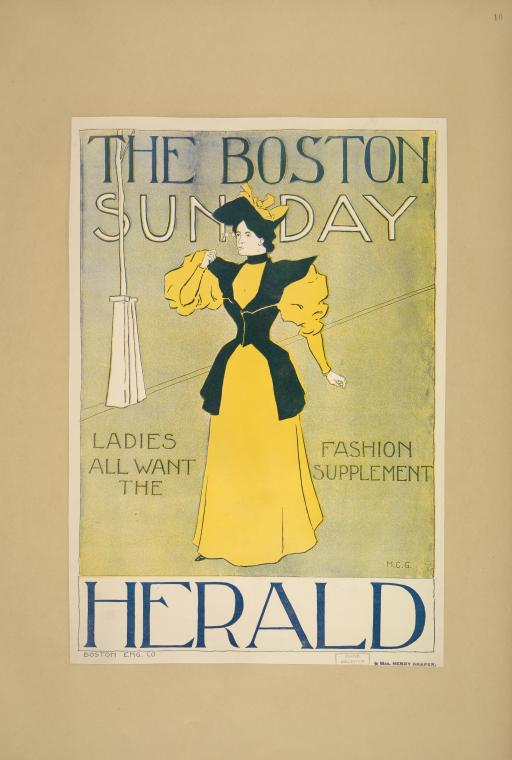 10
THE BOSTON
SUNDAY
LADIES
ALL WANT
THE
FASHION
SUPPLEMENT
H.C.G.
HERALD
BOSTON ENG. CO
MRS. HENRY DRAPER.